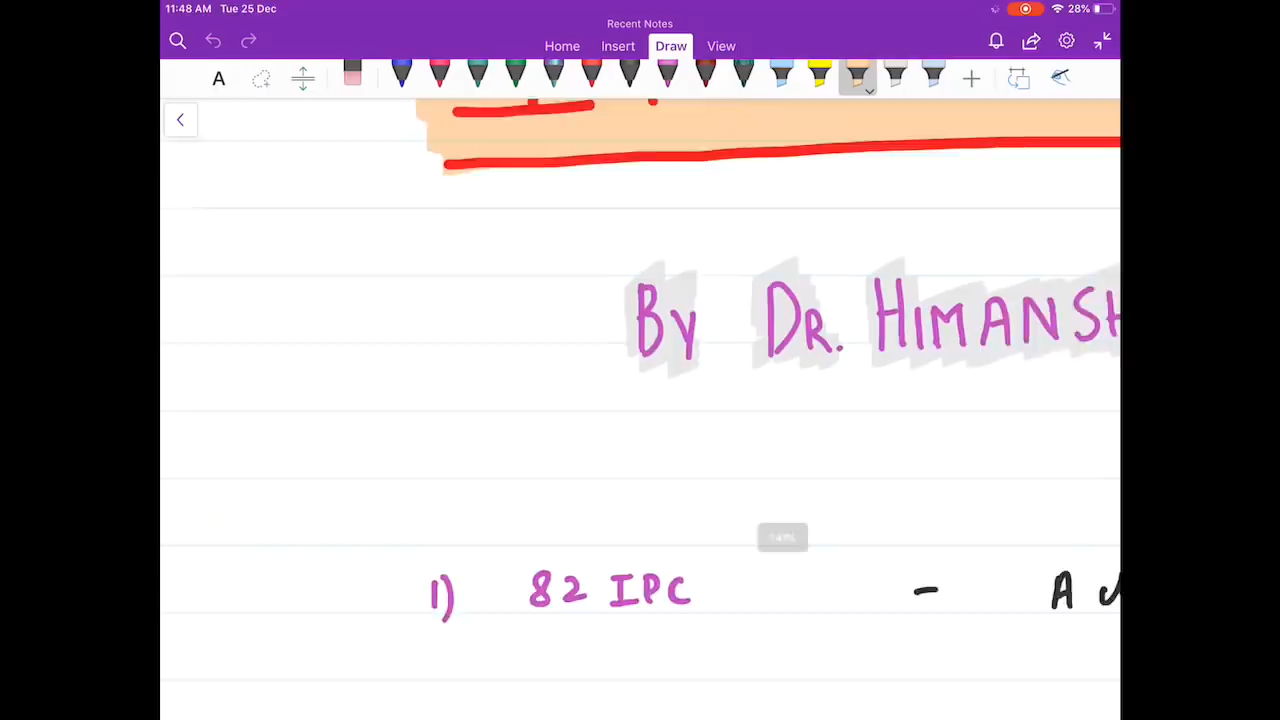 11:48 AM Tue 25 Dec
28%
Recent Notes
Home Insert Draw View
A
By DR. HIMANSH
1) 82 IPC - A